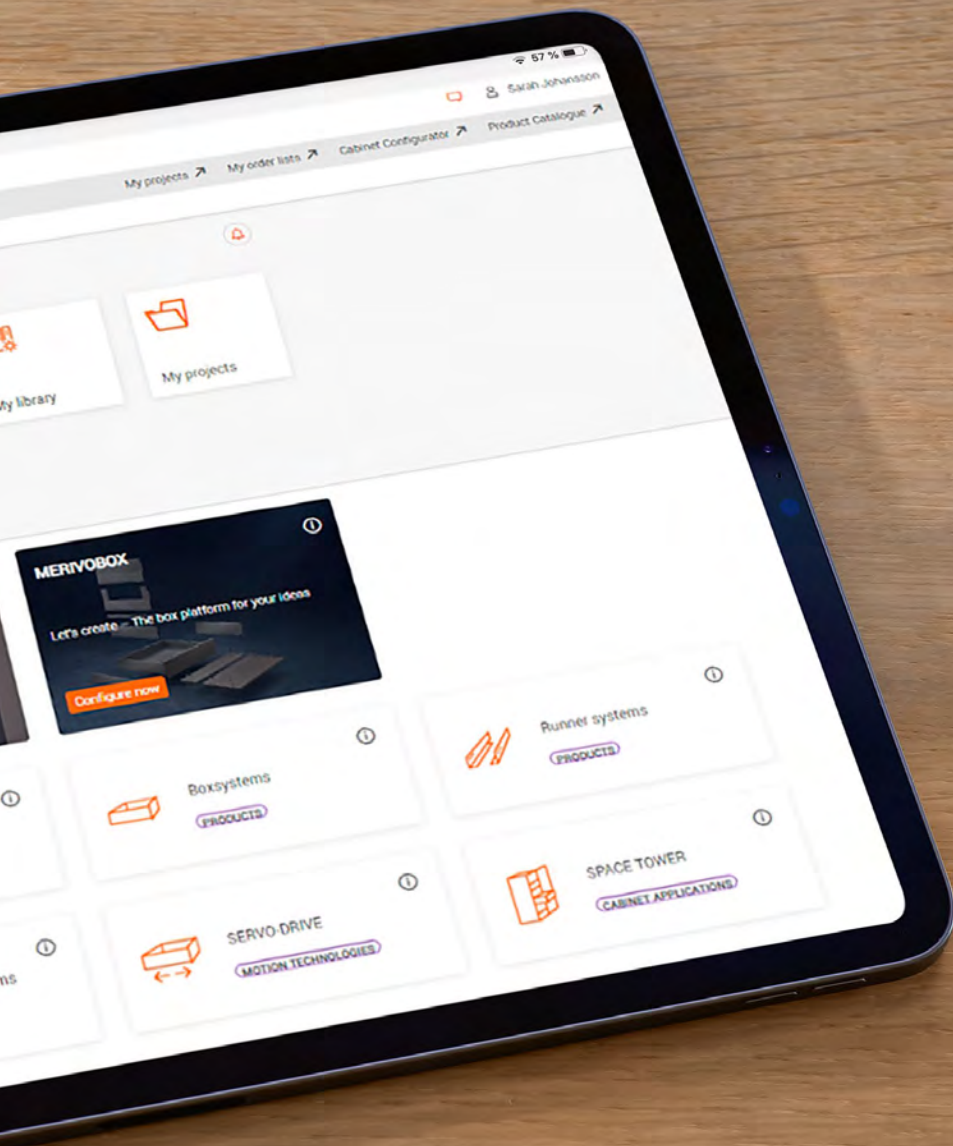 57 %
Sarah Johansson
My projects
My order lists
Cabinet Configurator
Product Catalogue
My library
My projects
MERIVOBOX
Let's create – The box platform for your ideas
Configure now
Boxsystems
PRODUCTS
Runner systems
PRODUCTS
SERVO-DRIVE
MOTION TECHNOLOGIES
SPACE TOWER
CABINET APPLICATIONS